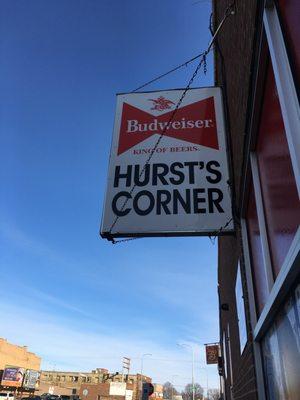 Budweiser
KING OF BEERS.
HURST'S
CORNER